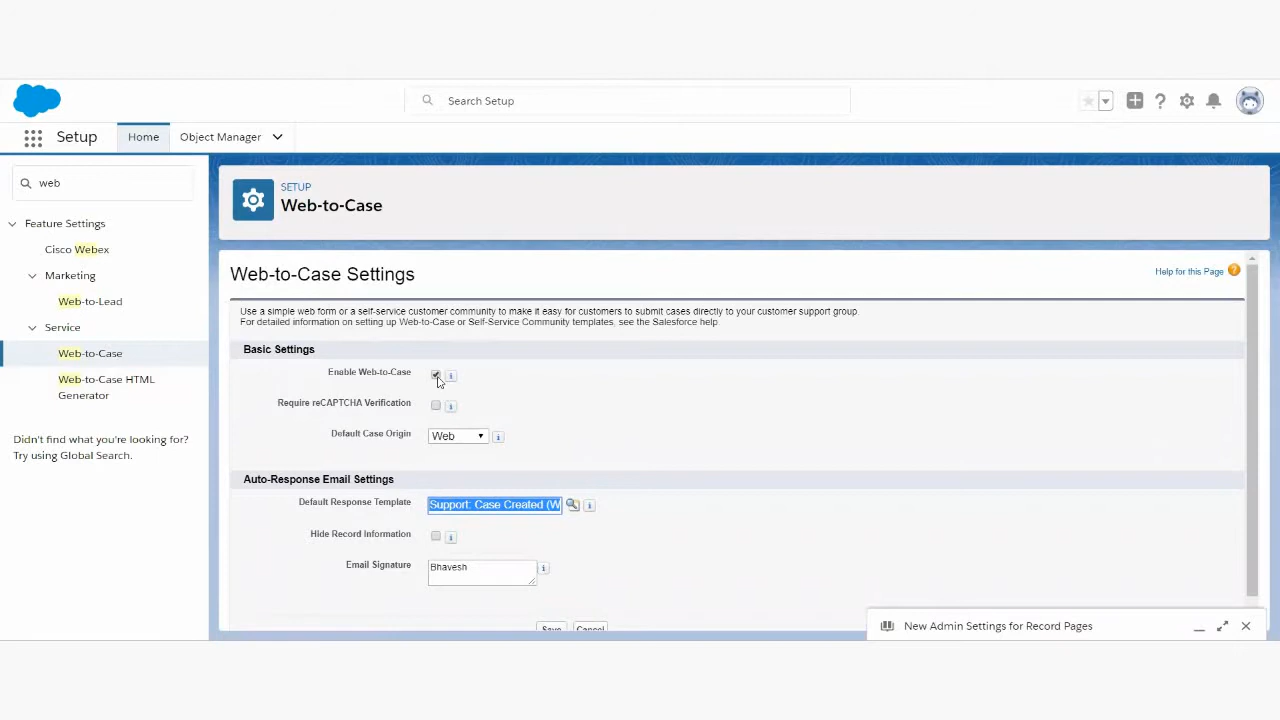 Search Setup
Setup
Home
Object Manager
web
Feature Settings
Cisco Webex
Marketing
Web-to-Lead
Service
Web-to-Case
Web-to-Case HTML
Generator
Didn't find what you're looking for?
Try using Global Search.
SETUP
Web-to-Case
Web-to-Case Settings
Help for this Page
Use a simple web form or a self-service customer community to make it easy for customers to submit cases directly to your customer support group.
For detailed information on setting up Web-to-Case or Self-Service Community templates, see the Salesforce help.
Basic Settings
Enable Web-to-Case
Require reCAPTCHA Verification
Default Case Origin
Web
Auto-Response Email Settings
Default Response Template
Support: Case Created (W
Hide Record Information
Email Signature
Bhavesh
Save Cancel
New Admin Settings for Record Pages